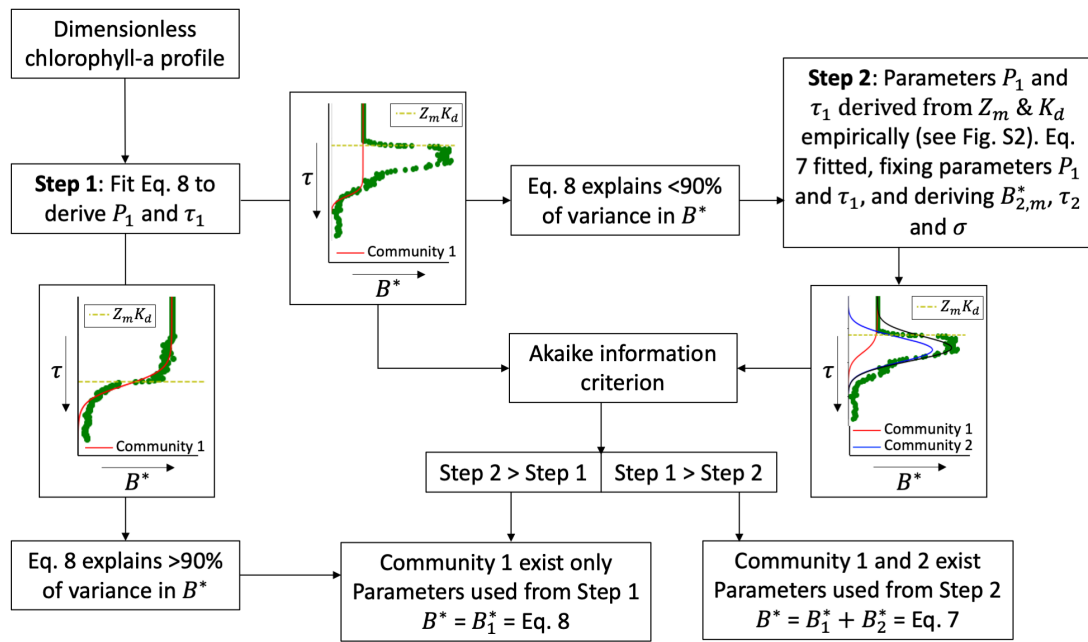 Dimensionless
chlorophyll-a profile
Step 1: Fit Eq. 8 to
derive P₁ and τ₁
Z_mK_d
τ
Community 1
B*
Eq. 8 explains <90%
of variance in B*
Step 2: Parameters P₁ and
τ₁ derived from Z_m & K_d
empirically (see Fig. S2). Eq.
7 fitted, fixing parameters P₁
and τ₁, and deriving B*₂,ₘ, τ₂
and σ
Z_mK_d
τ
Community 1
B*
Akaike information
criterion
Z_mK_d
τ
Community 1
Community 2
B*
Step 2 > Step 1
Step 1 > Step 2
Eq. 8 explains >90%
of variance in B*
Community 1 exist only
Parameters used from Step 1
B* = B*₁ = Eq. 8
Community 1 and 2 exist
Parameters used from Step 2
B* = B*₁ + B*₂ = Eq. 7